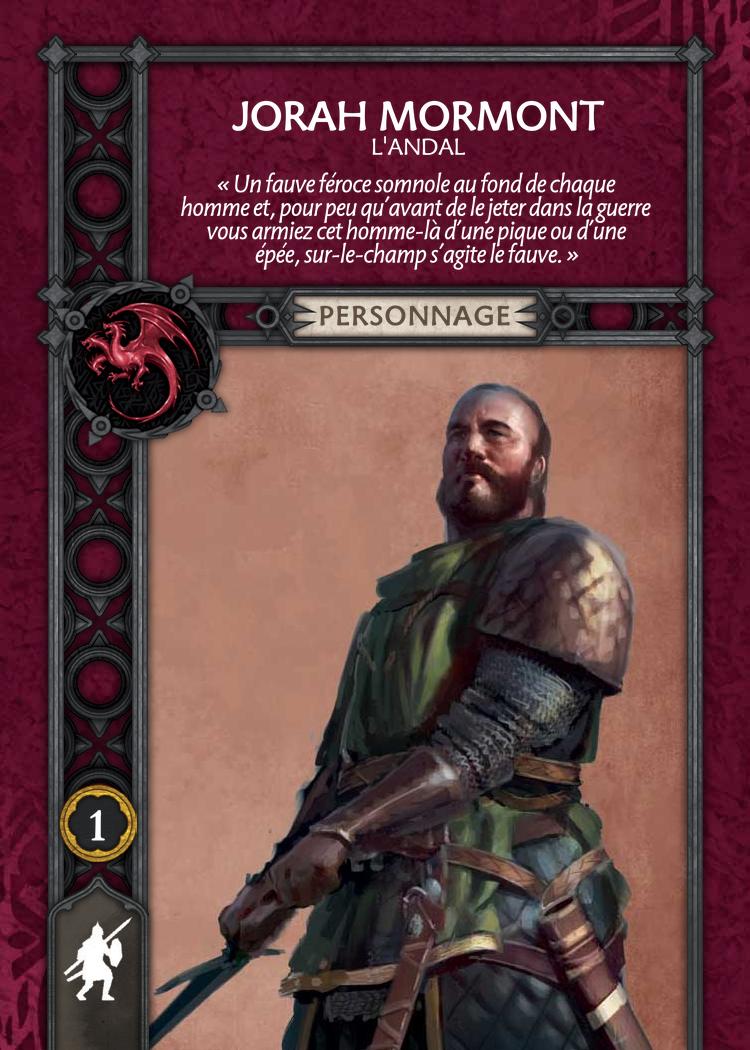 JORAH MORMONT
L'ANDAL
« Un fauve féroce somnole au fond de chaque
homme et, pour peu qu'avant de le jeter dans la guerre
vous armiez cet homme-là d'une pique ou d'une
épée, sur-le-champ s'agite le fauve. »
PERSONNAGE
1